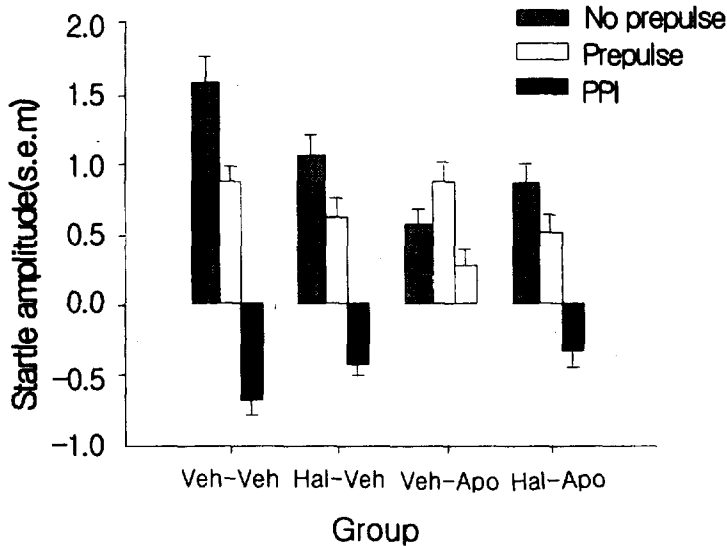 No prepulse
Prepulse
PPI
Startle amplitude(s.e.m)
2.0
1.5
1.0
0.5
0.0
-0.5
-1.0
Veh-Veh Hal-Veh Veh-Apo Hal-Apo
Group